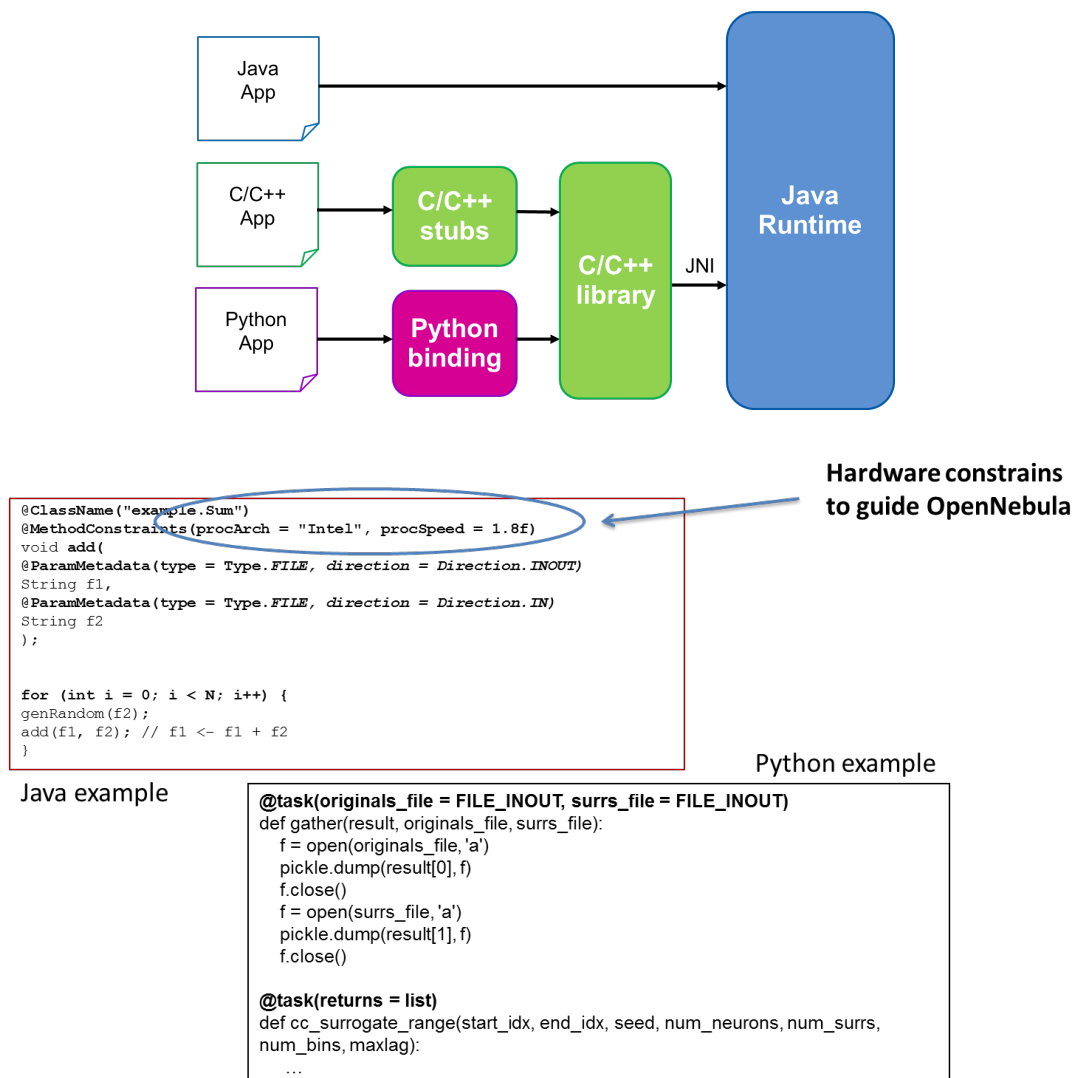 Java
App
C/C++
App
C/C++
stubs
Python
App
Python
binding
C/C++
library
JNI
Java
Runtime
Hardware constrains
to guide OpenNebula
@ClassName("example.Sum")
@MethodConstraints(procArch = "Intel", procSpeed = 1.8f)
void add(
@ParamMetadata(type = Type.FILE, direction = Direction.INOUT)
String f1,
@ParamMetadata(type = Type.FILE, direction = Direction.IN)
String f2
);
for (int i = 0; i < N; i++) {
genRandom(f2);
add(f1, f2); // f1 <- f1 + f2
}
Java example
Python example
@task(originals_file = FILE_INOUT, surrs_file = FILE_INOUT)
def gather(result, originals_file, surrs_file):
f = open(originals_file, 'a')
pickle.dump(result[0], f)
f.close()
f = open(surrs_file, 'a')
pickle.dump(result[1], f)
f.close()
@task(returns = list)
def cc_surrogate_range(start_idx, end_idx, seed, num_neurons, num_surrs,
num_bins, maxlag):
...